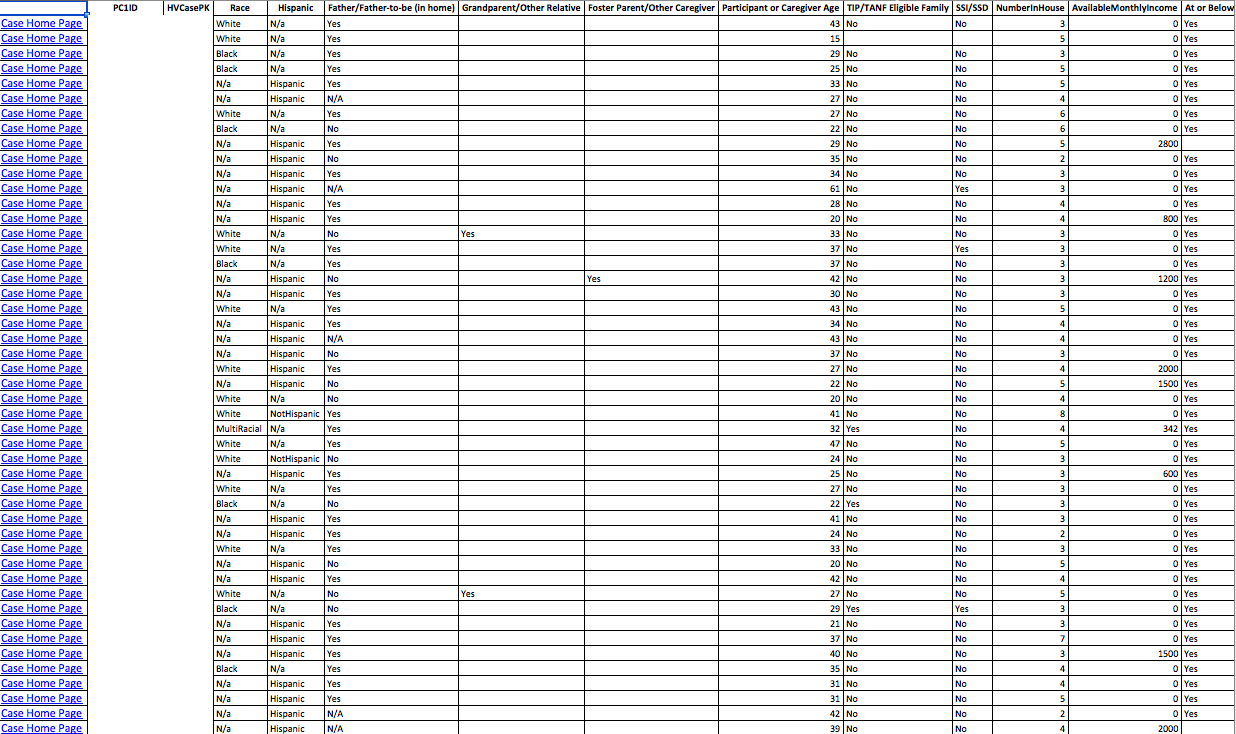 PC1ID HVCasePK Race Hispanic Father/Father-to-be (in home) Grandparent/Other Relative Foster Parent/Other Caregiver Participant or Caregiver Age TIP/TANF Eligible Family SSI/SSD NumberInHouse AvailableMonthlyIncome At or Below
Case Home Page White N/a Yes 43 No No 3 0 Yes
Case Home Page White N/a Yes 15 5 0 Yes
Case Home Page Black N/a Yes 29 No No 3 0 Yes
Case Home Page Black N/a Yes 25 No No 5 0 Yes
Case Home Page N/a Hispanic Yes 33 No No 5 0 Yes
Case Home Page N/a Hispanic N/A 27 No No 4 0 Yes
Case Home Page White N/a Yes 27 No No 6 0 Yes
Case Home Page Black N/a No 22 No No 6 0 Yes
Case Home Page N/a Hispanic Yes 29 No No 5 2800
Case Home Page N/a Hispanic No 35 No No 2 0 Yes
Case Home Page N/a Hispanic Yes 34 No No 3 0 Yes
Case Home Page N/a Hispanic N/A 61 No Yes 3 0 Yes
Case Home Page N/a Hispanic Yes 28 No No 4 0 Yes
Case Home Page N/a Hispanic Yes 20 No No 4 800 Yes
Case Home Page White N/a No Yes 33 No No 3 0 Yes
Case Home Page White N/a Yes 37 No Yes 3 0 Yes
Case Home Page Black N/a Yes 37 No No 3 0 Yes
Case Home Page N/a Hispanic No Yes 42 No No 3 1200 Yes
Case Home Page N/a Hispanic Yes 30 No No 3 0 Yes
Case Home Page White N/a Yes 43 No No 5 0 Yes
Case Home Page N/a Hispanic Yes 34 No No 4 0 Yes
Case Home Page N/a Hispanic N/A 43 No No 4 0 Yes
Case Home Page N/a Hispanic No 37 No No 3 0 Yes
Case Home Page White Hispanic Yes 27 No No 4 2000
Case Home Page N/a Hispanic No 22 No No 5 1500 Yes
Case Home Page White N/a No 20 No No 4 0 Yes
Case Home Page White NotHispanic Yes 41 No No 8 0 Yes
Case Home Page MultiRacial N/a Yes 32 Yes No 4 342 Yes
Case Home Page White N/a Yes 47 No No 5 0 Yes
Case Home Page White NotHispanic No 24 No No 3 0 Yes
Case Home Page N/a Hispanic Yes 25 No No 3 600 Yes
Case Home Page White N/a Yes 27 No No 3 0 Yes
Case Home Page Black N/a No 22 Yes No 3 0 Yes
Case Home Page N/a Hispanic Yes 41 No No 3 0 Yes
Case Home Page N/a Hispanic Yes 24 No No 2 0 Yes
Case Home Page White N/a Yes 33 No No 3 0 Yes
Case Home Page N/a Hispanic No 20 No No 5 0 Yes
Case Home Page N/a Hispanic Yes 42 No No 4 0 Yes
Case Home Page White N/a No Yes 27 No No 5 0 Yes
Case Home Page Black N/a No 29 Yes Yes 3 0 Yes
Case Home Page N/a Hispanic Yes 21 No No 3 0 Yes
Case Home Page N/a Hispanic Yes 37 No No 7 0 Yes
Case Home Page N/a Hispanic Yes 40 No No 3 1500 Yes
Case Home Page Black N/a Yes 35 No No 4 0 Yes
Case Home Page N/a Hispanic Yes 31 No No 4 0 Yes
Case Home Page N/a Hispanic Yes 31 No No 5 0 Yes
Case Home Page N/a Hispanic N/A 42 No No 2 0 Yes
Case Home Page N/a Hispanic N/A 39 No No 4 2000